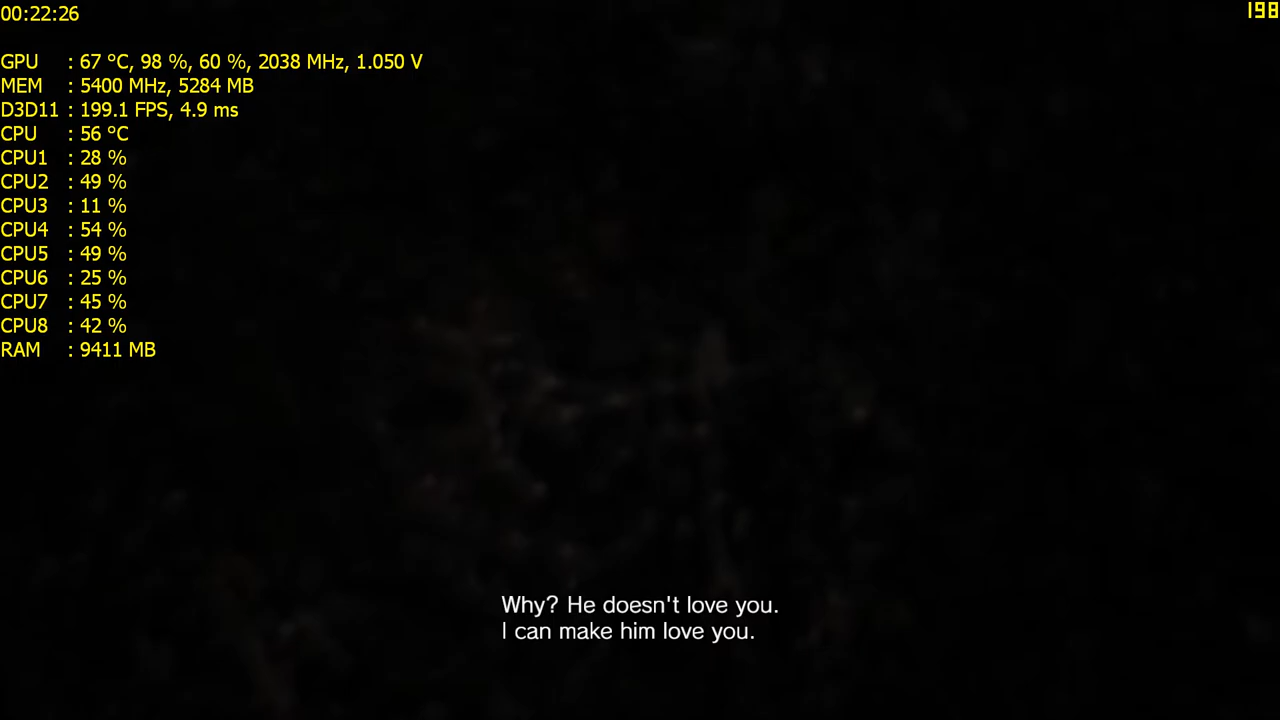 00:22:26
198
GPU : 67 °C, 98 %, 60 %, 2038 MHz, 1.050 V
MEM : 5400 MHz, 5284 MB
D3D11 : 199.1 FPS, 4.9 ms
CPU : 56 °C
CPU1 : 28 %
CPU2 : 49 %
CPU3 : 11 %
CPU4 : 54 %
CPU5 : 49 %
CPU6 : 25 %
CPU7 : 45 %
CPU8 : 42 %
RAM : 9411 MB
Why? He doesn't love you.
I can make him love you.